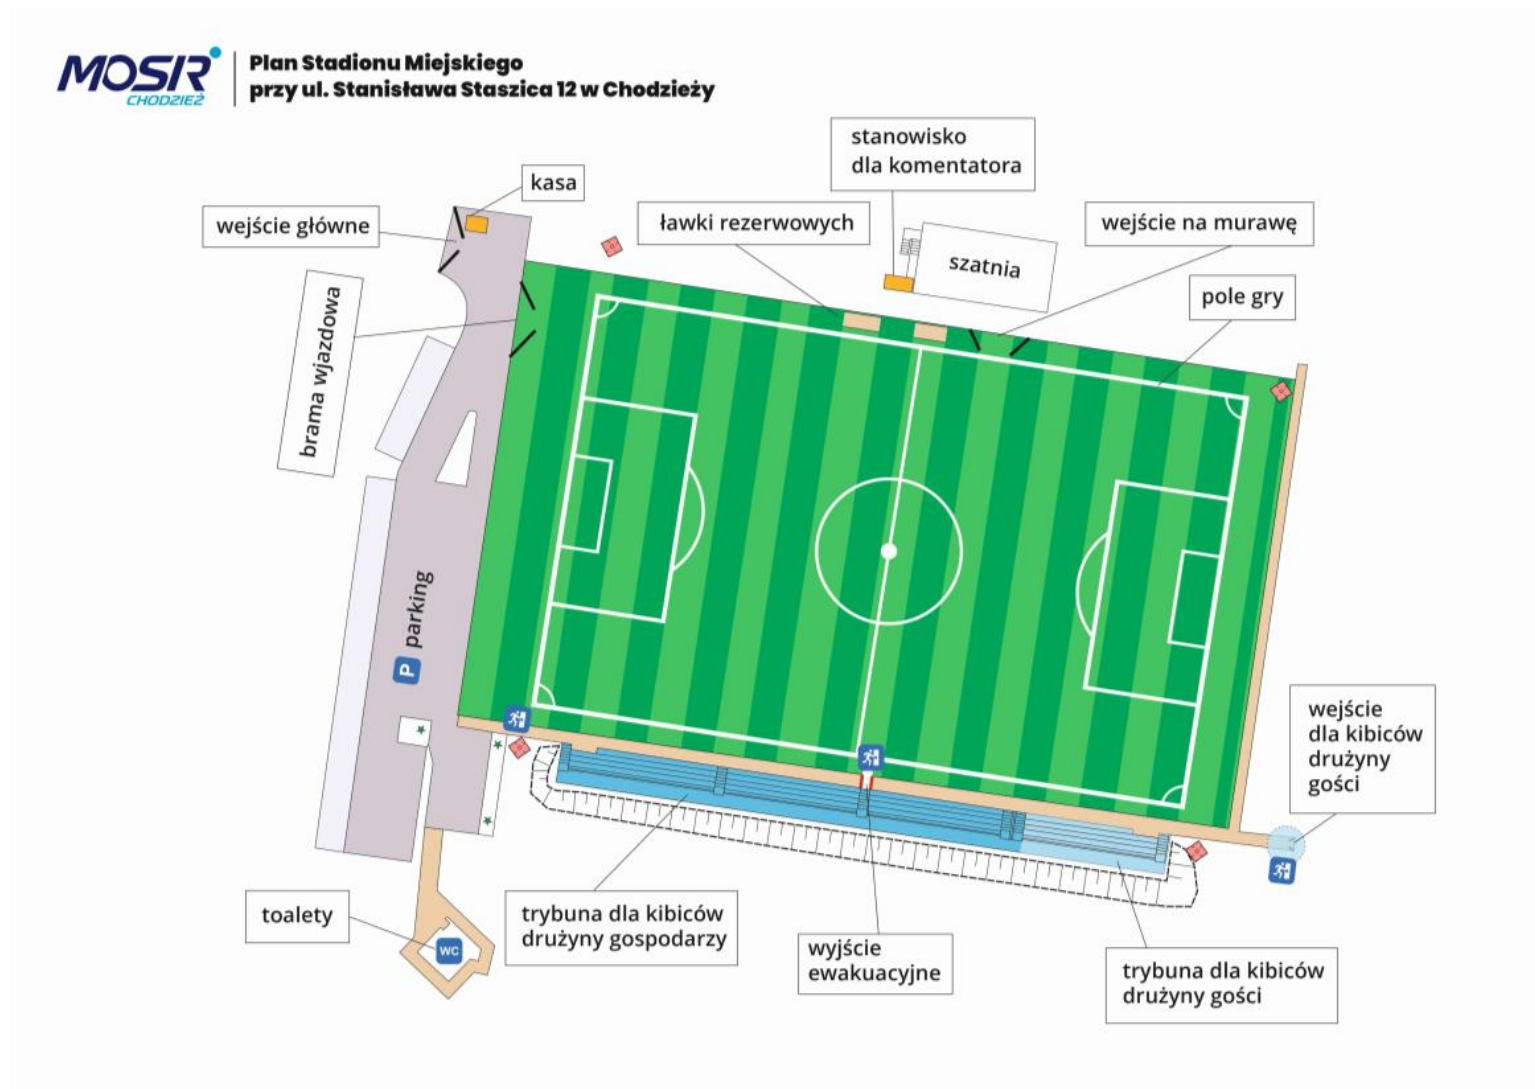 MOSIR
CHODZIEŻ
Plan Stadionu Miejskiego
przy ul. Stanisława Staszica 12 w Chodzieży
stanowisko
dla komentatora
kasa
wejście główne
ławki rezerwowych
wejście na murawę
szatnia
pole gry
brama wjazdowa
P parking
wejście
dla kibiców
drużyny
gości
toalety
WC
trybuna dla kibiców
drużyny gospodarzy
wyjście
ewakuacyjne
trybuna dla kibiców
drużyny gości